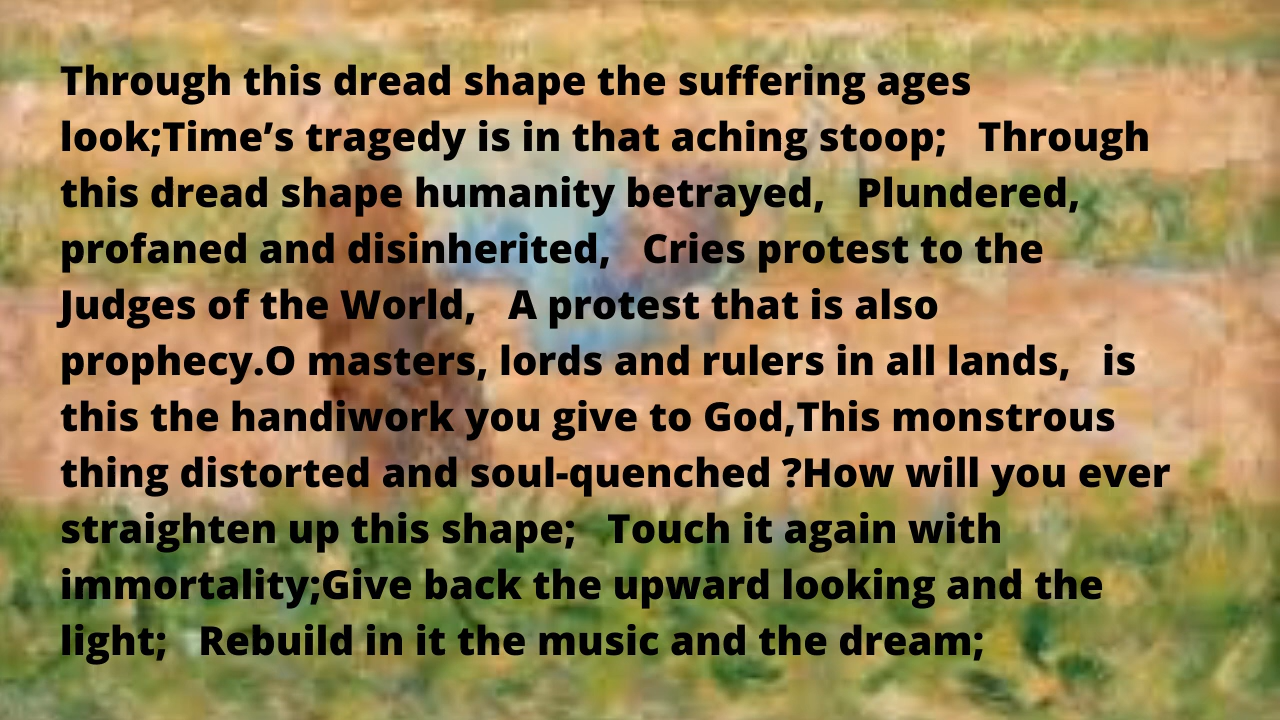 Through this dread shape the suffering ages
look;Time’s tragedy is in that aching stoop;   Through
this dread shape humanity betrayed,   Plundered,
profaned and disinherited,   Cries protest to the
Judges of the World,   A protest that is also
prophecy.O masters, lords and rulers in all lands,   is
this the handiwork you give to God,This monstrous
thing distorted and soul-quenched ?How will you ever
straighten up this shape;   Touch it again with
immortality;Give back the upward looking and the
light;   Rebuild in it the music and the dream;